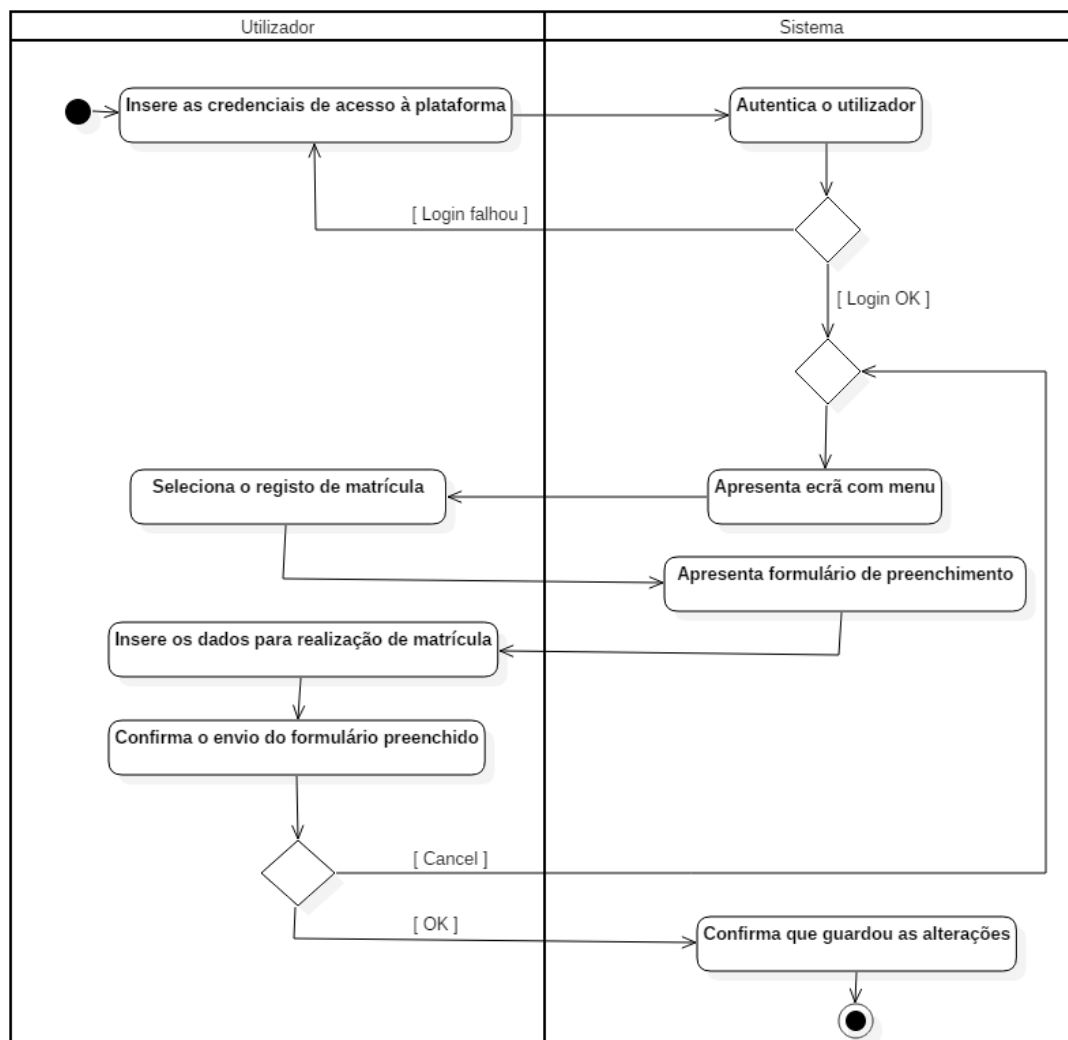 Utilizador
Sistema
Insere as credenciais de acesso à plataforma
Autentica o utilizador
[ Login falhou ]
[ Login OK ]
Seleciona o registo de matrícula
Apresenta ecrã com menu
Apresenta formulário de preenchimento
Insere os dados para realização de matrícula
Confirma o envio do formulário preenchido
[ Cancel ]
[ OK ]
Confirma que guardou as alterações